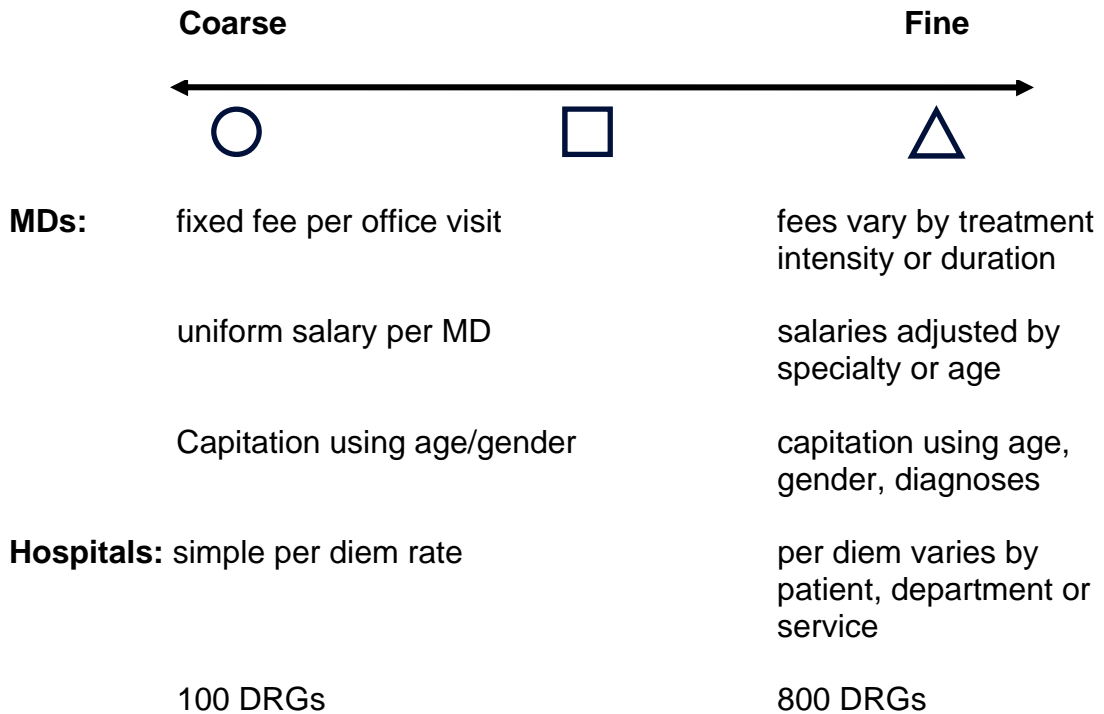 Coarse Fine
MDs: fixed fee per office visit fees vary by treatment
intensity or duration
uniform salary per MD salaries adjusted by
specialty or age
Capitation using age/gender capitation using age,
gender, diagnoses
Hospitals: simple per diem rate per diem varies by
patient, department or
service
100 DRGs 800 DRGs